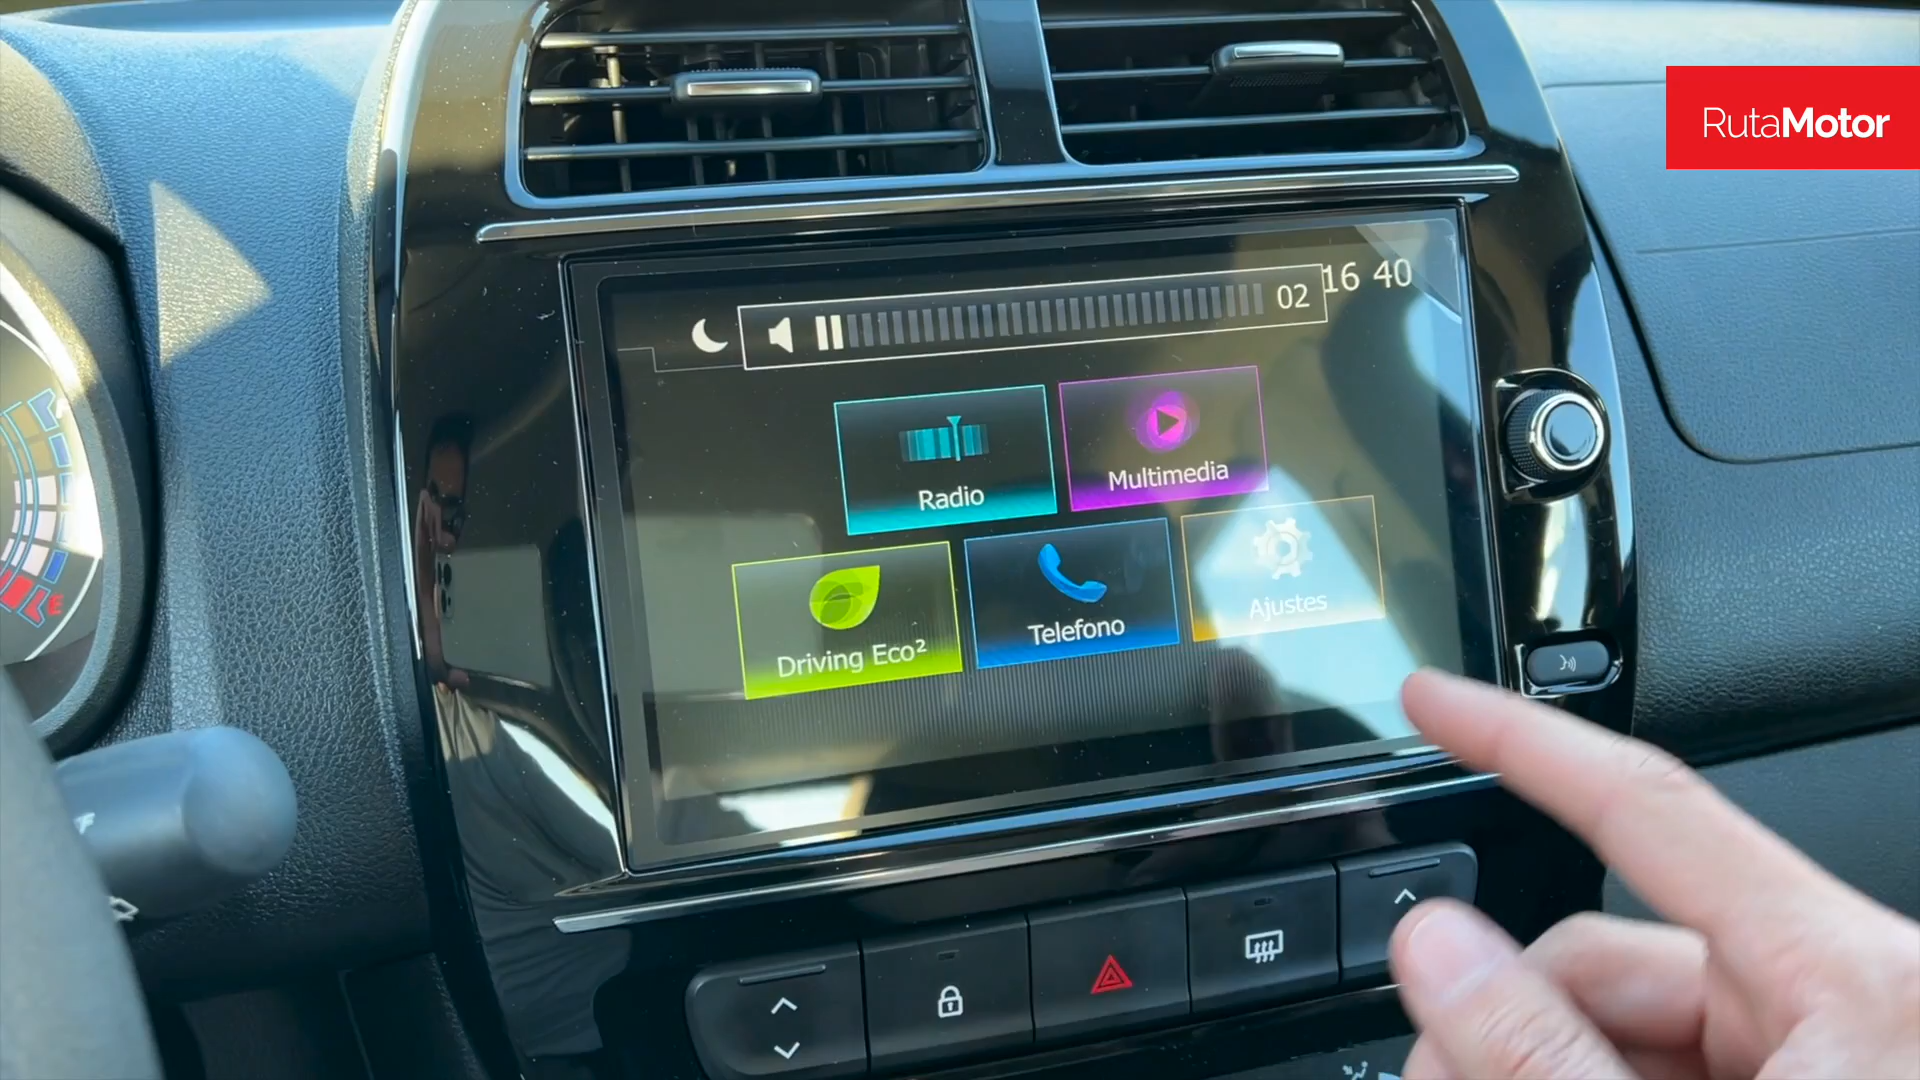 RutaMotor
02
16 40
Radio
Multimedia
Driving Eco²
Telefono
Ajustes
E